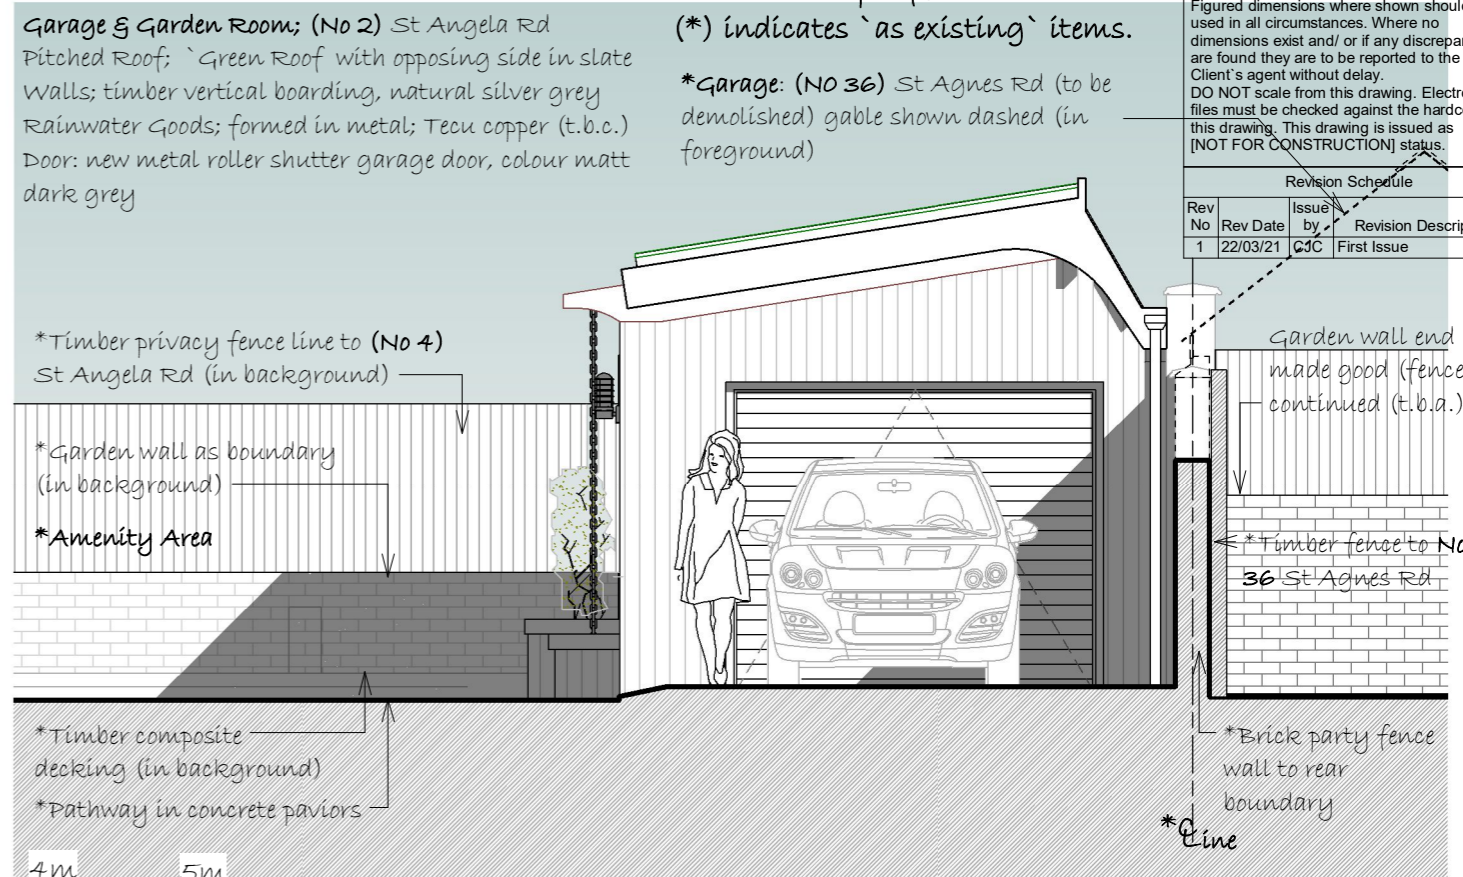 Garage & Garden Room; (No 2) St Angela Rd
Pitched Roof; `Green Roof with opposing side in slate
Walls; timber vertical boarding, natural silver grey
Rainwater Goods; formed in metal; Tecu copper (t.b.c.)
Door: new metal roller shutter garage door, colour matt
dark grey
(*) indicates `as existing` items.
*Garage: (NO 36) St Agnes Rd (to be
demolished) gable shown dashed (in
foreground)
Figured dimensions where shown should
used in all circumstances. Where no
dimensions exist and/ or if any discrepan
are found they are to be reported to the
Client`s agent without delay.
DO NOT scale from this drawing. Electro
files must be checked against the hardco
this drawing. This drawing is issued as
[NOT FOR CONSTRUCTION] status.
Revision Schedule
Rev No Rev Date Issue by Revision Descrip
1 22/03/21 CJC First Issue
*Timber privacy fence line to (No 4)
St Angela Rd (in background)
*Garden wall as boundary
(in background)
*Amenity Area
Garden wall end
made good (fence
continued (t.b.a.)
*Timber fence to No
36 St Agnes Rd
*Timber composite
decking (in background)
*Pathway in concrete paviors
*Brick party fence
wall to rear
boundary
*Line
4m 5m